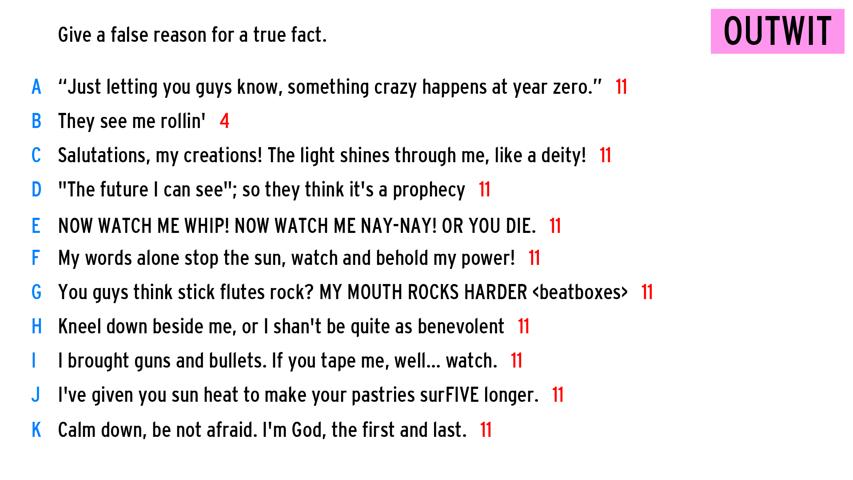 Give a false reason for a true fact.
OUTWIT
A “Just letting you guys know, something crazy happens at year zero.” 11
B They see me rollin' 4
C Salutations, my creations! The light shines through me, like a deity! 11
D "The future I can see"; so they think it's a prophecy 11
E NOW WATCH ME WHIP! NOW WATCH ME NAY-NAY! OR YOU DIE. 11
F My words alone stop the sun, watch and behold my power! 11
G You guys think stick flutes rock? MY MOUTH ROCKS HARDER <beatboxes> 11
H Kneel down beside me, or I shan't be quite as benevolent 11
I I brought guns and bullets. If you tape me, well... watch. 11
J I've given you sun heat to make your pastries surFIVE longer. 11
K Calm down, be not afraid. I'm God, the first and last. 11